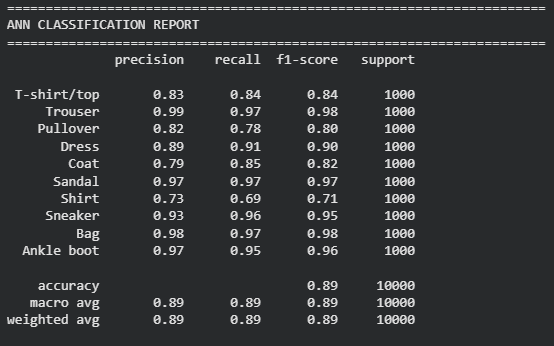 ======================================================================
ANN CLASSIFICATION REPORT
======================================================================
              precision    recall  f1-score   support

 T-shirt/top       0.83      0.84      0.84      1000
     Trouser       0.99      0.97      0.98      1000
    Pullover       0.82      0.78      0.80      1000
       Dress       0.89      0.91      0.90      1000
        Coat       0.79      0.85      0.82      1000
      Sandal       0.97      0.97      0.97      1000
       Shirt       0.73      0.69      0.71      1000
     Sneaker       0.93      0.96      0.95      1000
         Bag       0.98      0.97      0.98      1000
  Ankle boot       0.97      0.95      0.96      1000

    accuracy                           0.89     10000
   macro avg       0.89      0.89      0.89     10000
weighted avg       0.89      0.89      0.89     10000